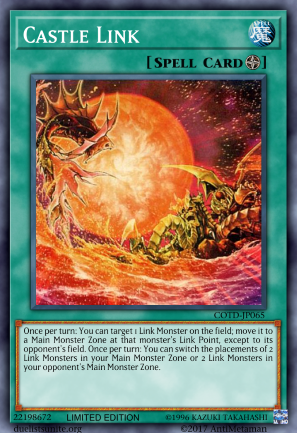 CASTLE LINK
[SPELL CARD]
COTD-JP065
Once per turn: You can target 1 Link Monster on the field; move it
to a Main Monster Zone at that monster's Link Point, except to its
opponent's field. Once per turn: You can switch the placements of 2
Link Monsters in your Main Monster Zone or 2 Link Monsters in
your opponent's Main Monster Zone.
22198672 LIMITED EDITION ©1996 KAZUKI TAKAHASHI